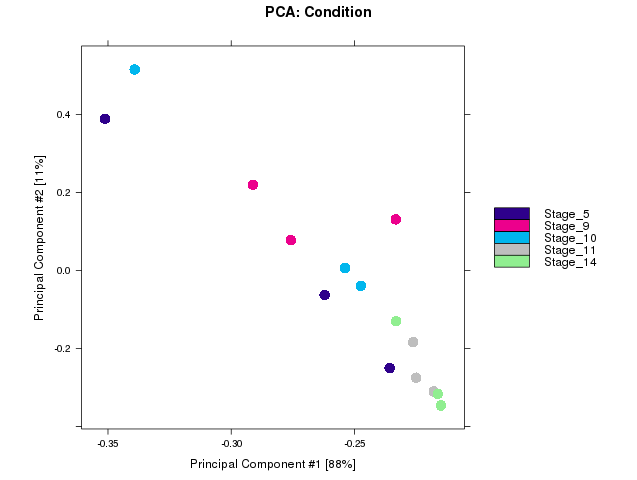 PCA: Condition
Principal Component #2 [11%]
0.4
0.2
0.0
-0.2
-0.35
-0.30
-0.25
Principal Component #1 [88%]
Stage_5
Stage_9
Stage_10
Stage_11
Stage_14